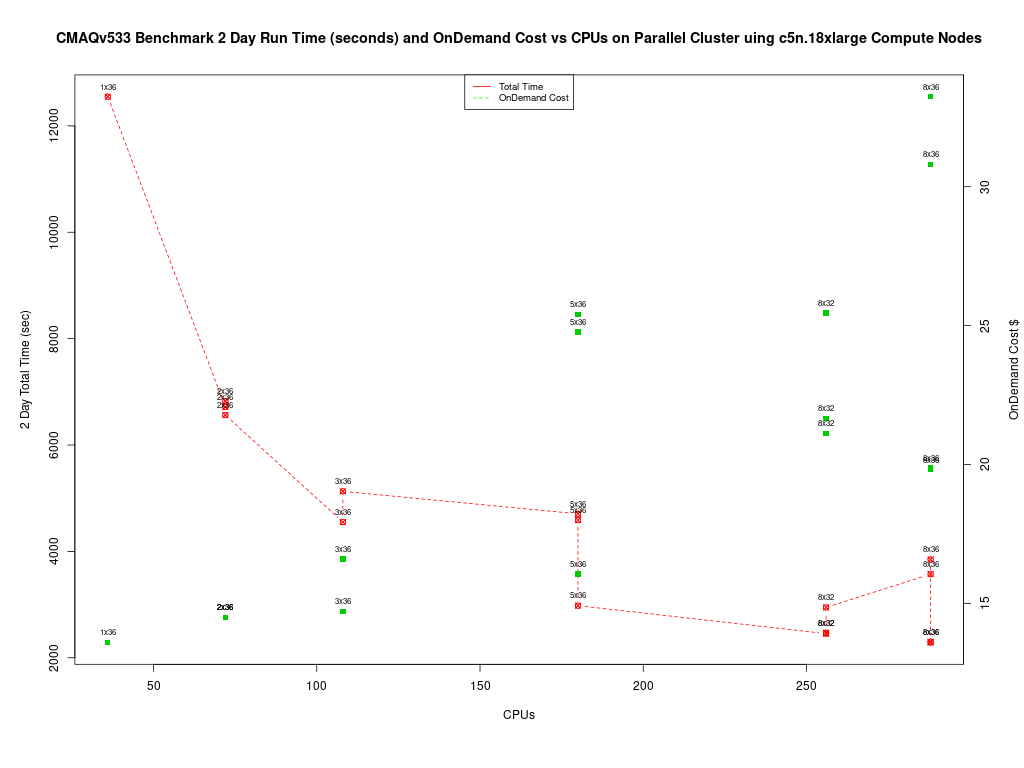 CMAQv533 Benchmark 2 Day Run Time (seconds) and OnDemand Cost vs CPUs on Parallel Cluster uing c5n.18xlarge Compute Nodes
Total Time
OnDemand Cost
1x36
2x36
2x36
2x36
3x36
3x36
5x36
5x36
5x36
8x32
8x32
8x36
8x36
8x36
1x36
2x36
3x36
3x36
5x36
5x36
5x36
8x32
8x32
8x32
8x36
8x36
8x36
2000
4000
6000
8000
10000
12000
2 Day Total Time (sec)
50
100
150
200
250
CPUs
15
20
25
30
OnDemand Cost $